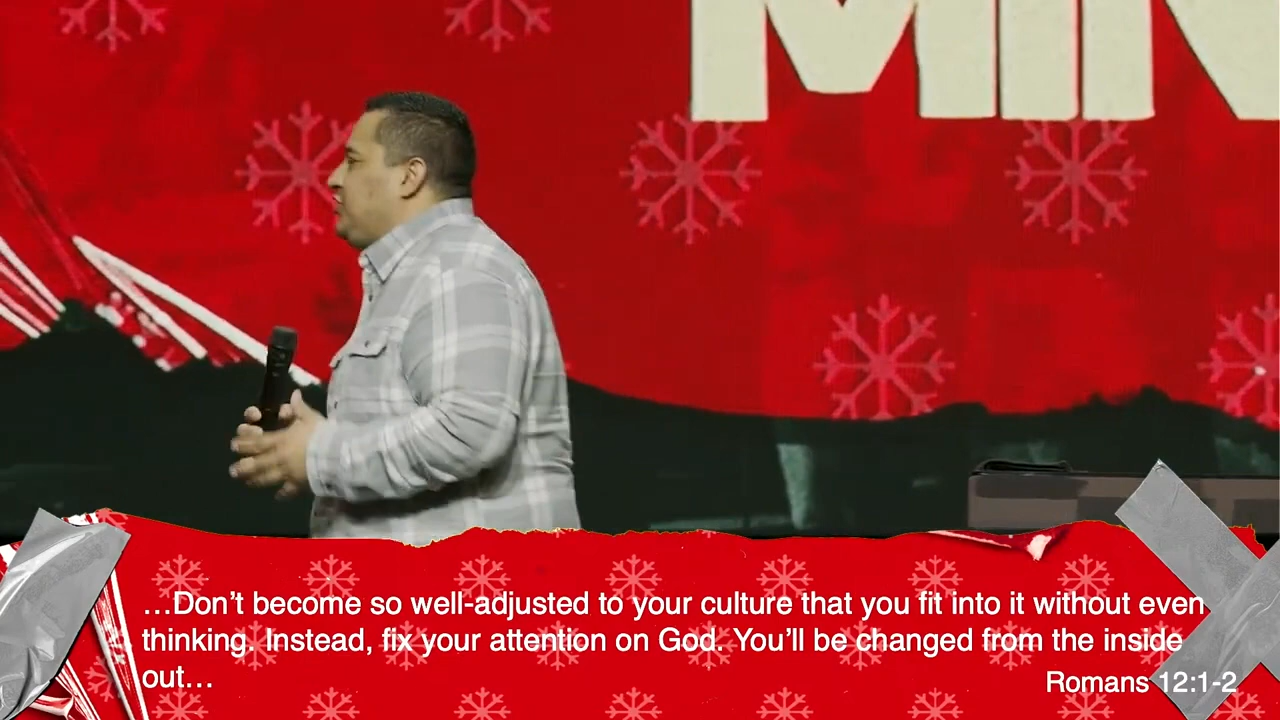 MIN
…Don't become so well-adjusted to your culture that you fit into it without even
thinking. Instead, fix your attention on God. You'll be changed from the inside
out…
Romans 12:1-2